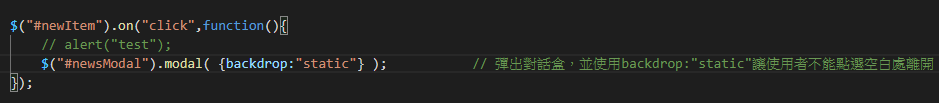 $("#newItem").on("click",function(){
// alert("test");
$("#newsModal").modal( {backdrop:"static"} ); // 彈出對話盒，並使用backdrop:"static"讓使用者不能點選空白處離開
});